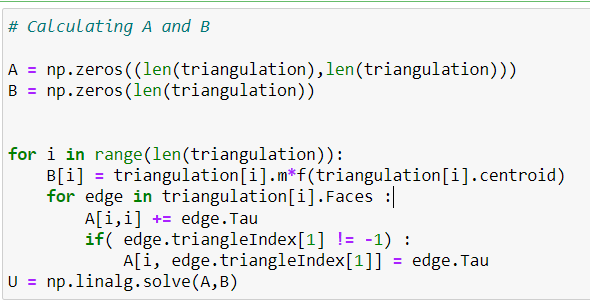 # Calculating A and B
A = np.zeros((len(triangulation),len(triangulation)))
B = np.zeros(len(triangulation))
for i in range(len(triangulation)):
    B[i] = triangulation[i].m*f(triangulation[i].centroid)
    for edge in triangulation[i].Faces :
        A[i,i] += edge.Tau
        if( edge.triangleIndex[1] != -1) :
            A[i, edge.triangleIndex[1]] = edge.Tau
U = np.linalg.solve(A,B)